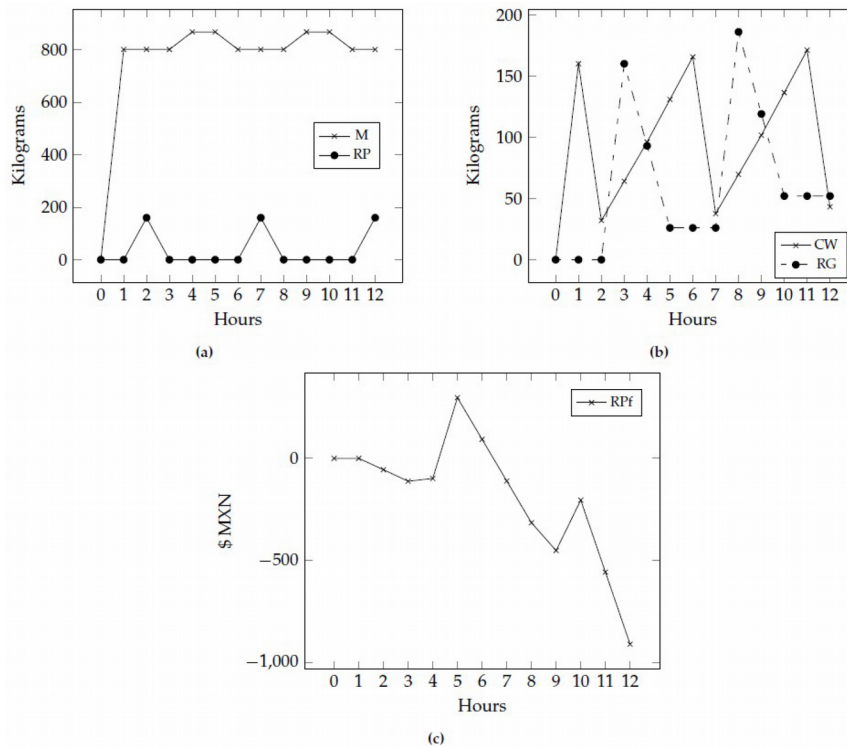 800
600
400
200
0
Kilograms
M
RP
0 1 2 3 4 5 6 7 8 9 10 11 12
Hours
(a)
200
150
100
50
0
Kilograms
CW
RG
0 1 2 3 4 5 6 7 8 9 10 11 12
Hours
(b)
0
−500
−1,000
$ MXN
RPf
0 1 2 3 4 5 6 7 8 9 10 11 12
Hours
(c)